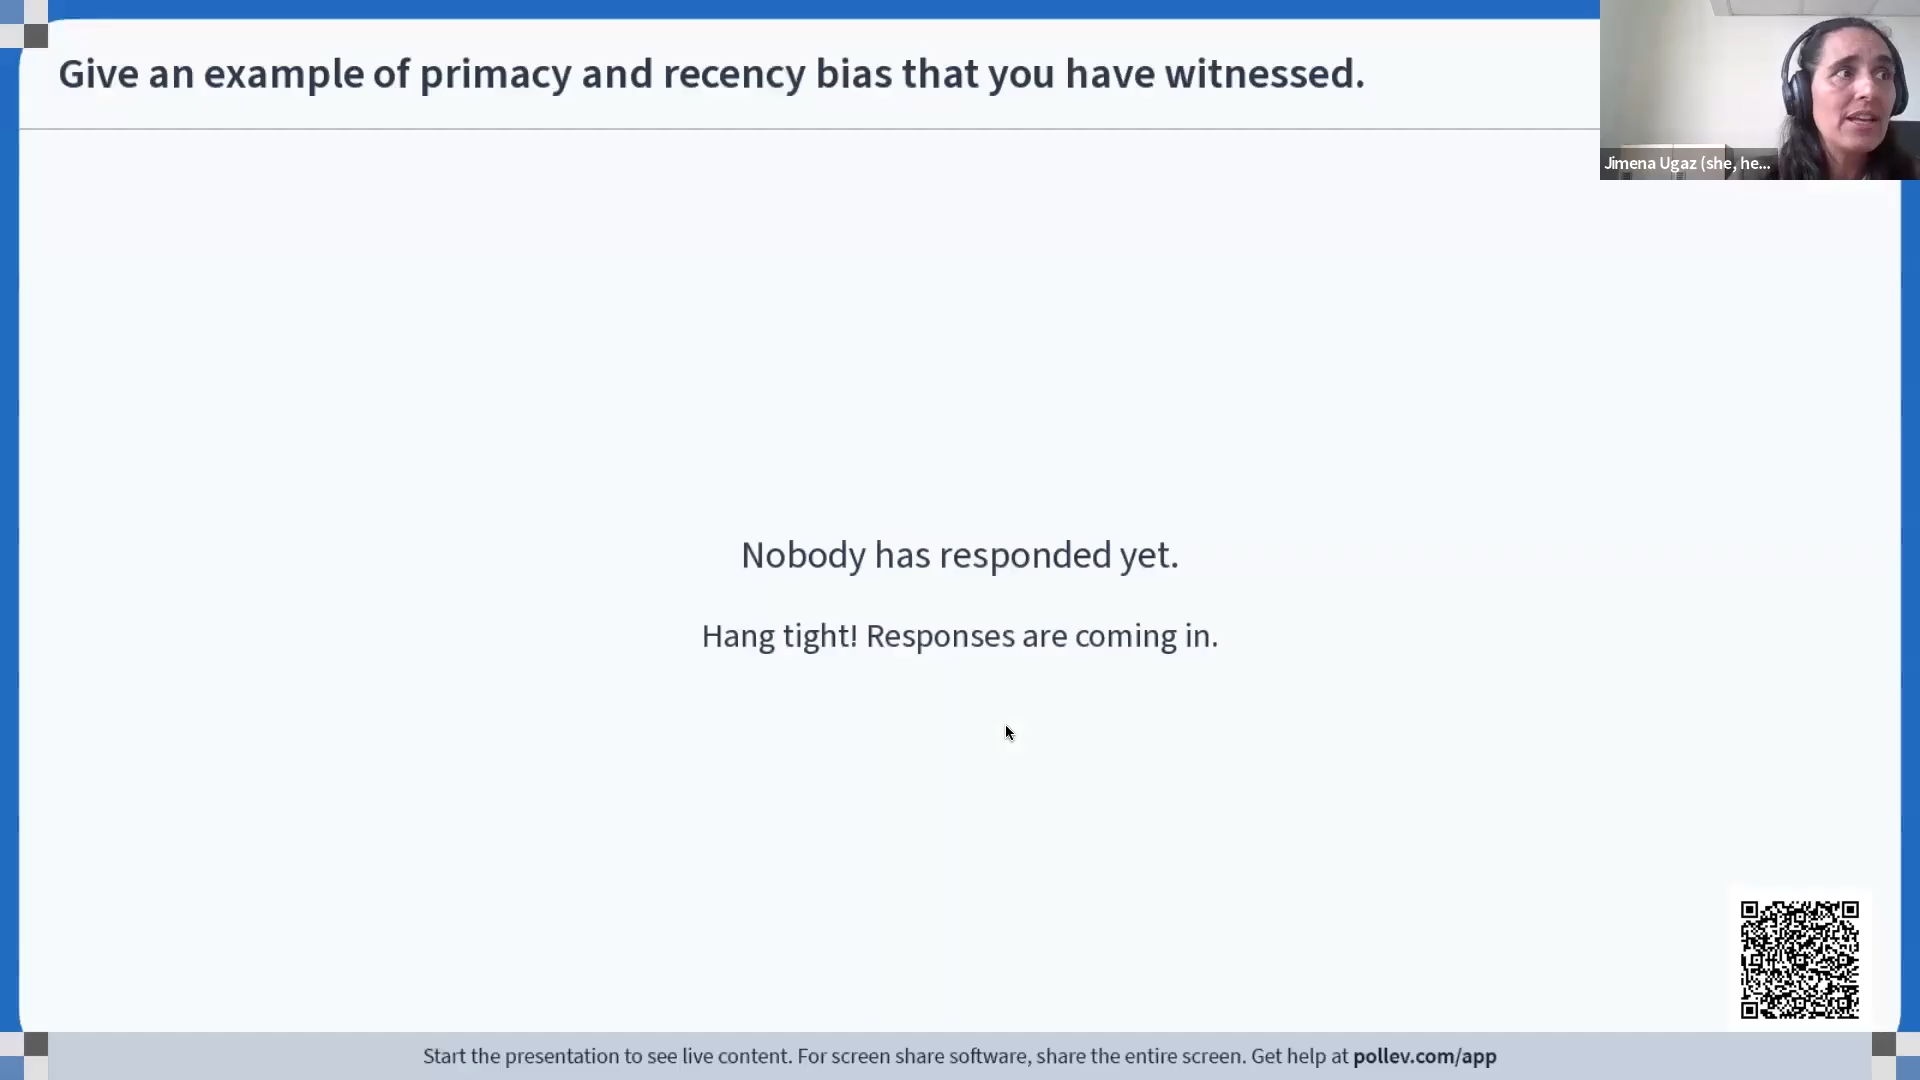 Give an example of primacy and recency bias that you have witnessed.
Jimena Ugaz (she, he...
Nobody has responded yet.
Hang tight! Responses are coming in.
Start the presentation to see live content. For screen share software, share the entire screen. Get help at pollev.com/app